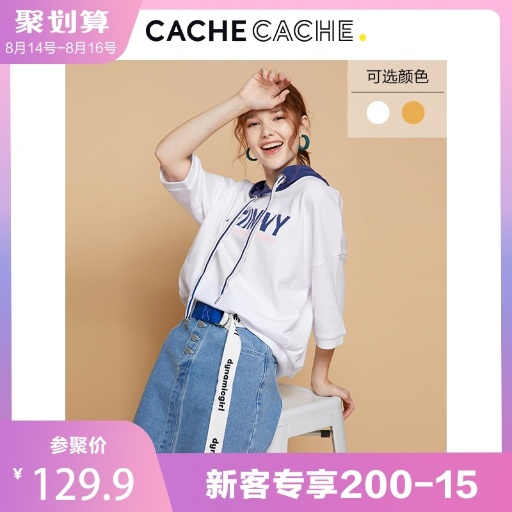 聚划算
8月14号-8月16号
CACHE CACHE.
可选颜色
dynamicgirl
参聚价
¥129.9
新客专享200-15